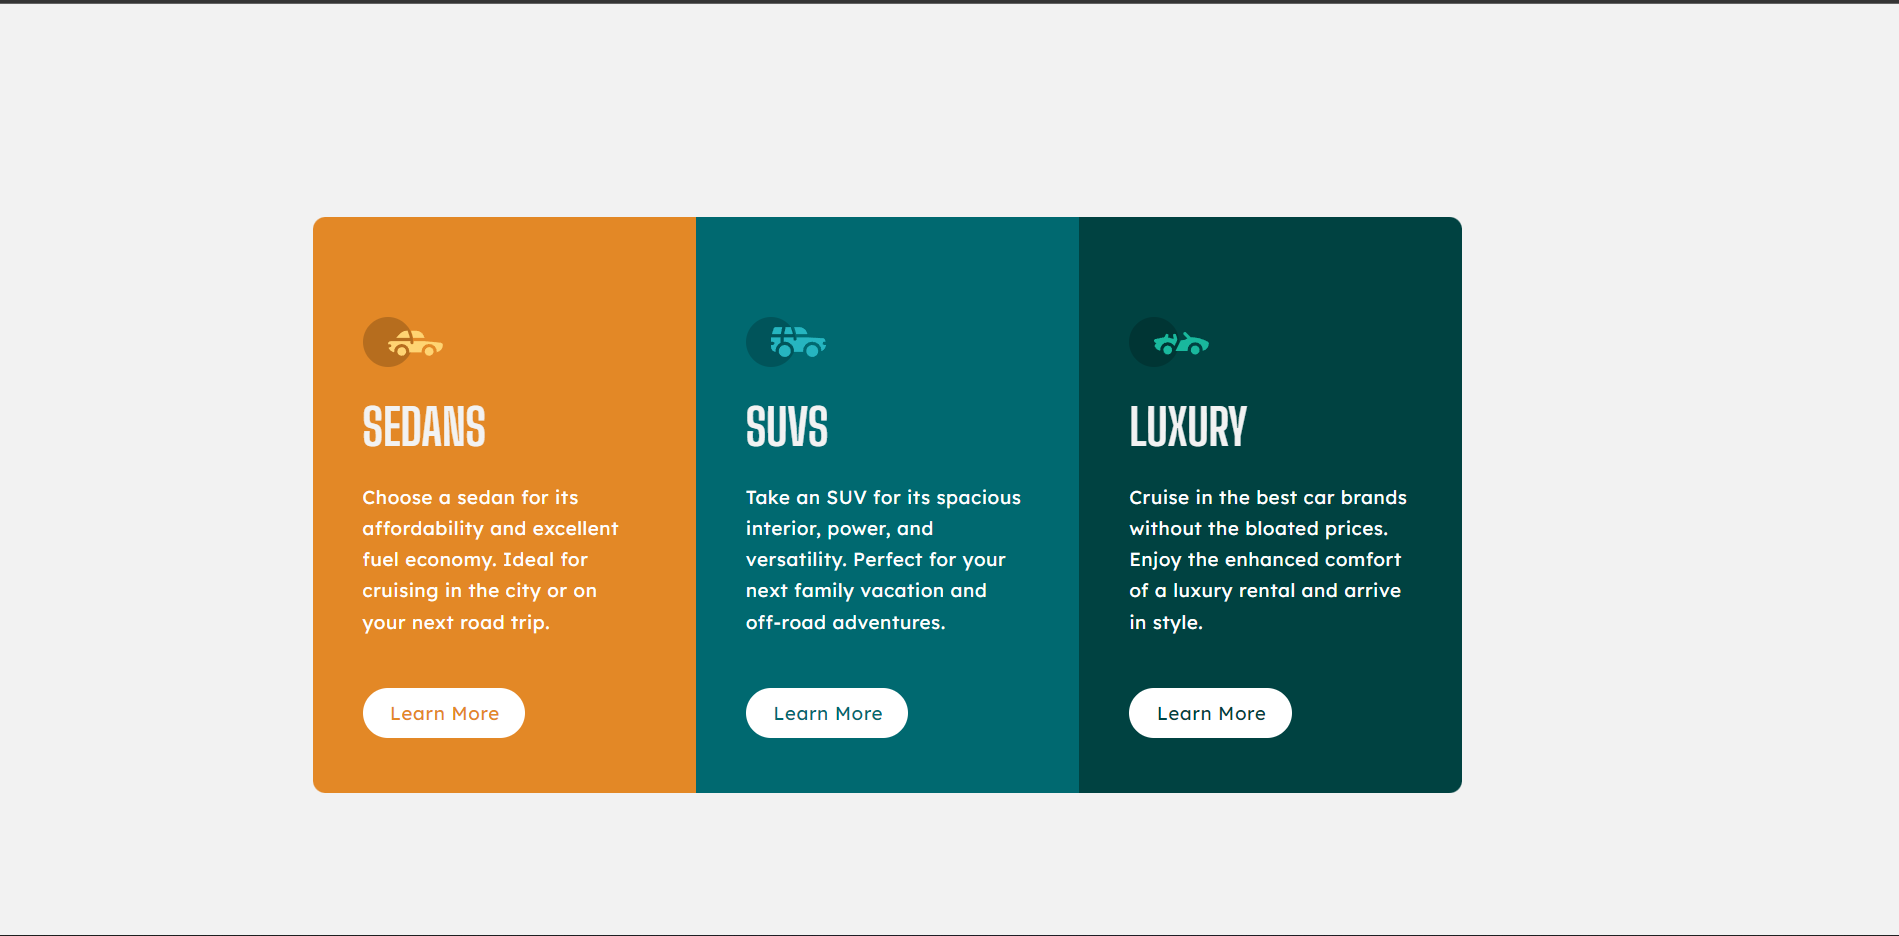 SEDANS
Choose a sedan for its
affordability and excellent
fuel economy. Ideal for
cruising in the city or on
your next road trip.
Learn More
SUVS
Take an SUV for its spacious
interior, power, and
versatility. Perfect for your
next family vacation and
off-road adventures.
Learn More
LUXURY
Cruise in the best car brands
without the bloated prices.
Enjoy the enhanced comfort
of a luxury rental and arrive
in style.
Learn More